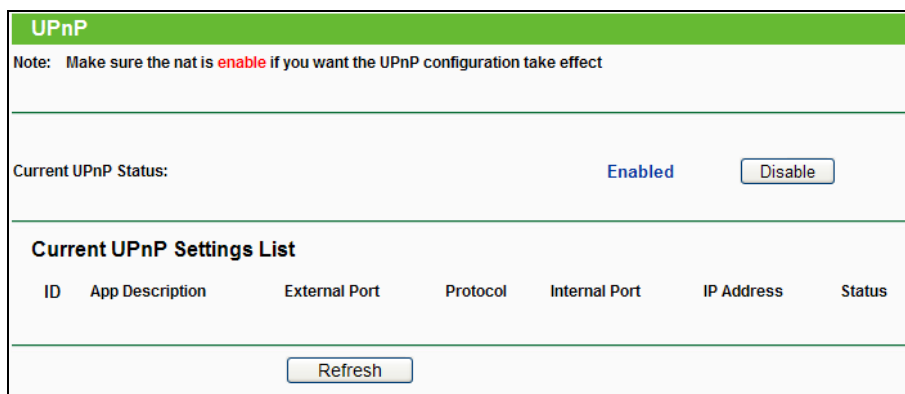 UPnP
Note: Make sure the nat is enable if you want the UPnP configuration take effect
Current UPnP Status: Enabled Disable
Current UPnP Settings List
ID App Description External Port Protocol Internal Port IP Address Status
Refresh